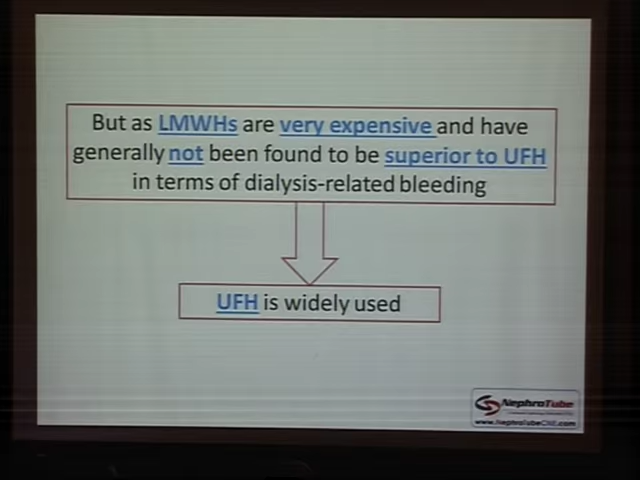 But as LMWHs are very expensive and have
generally not been found to be superior to UFH
in terms of dialysis-related bleeding
UFH is widely used
NephroTube
www.NephroTubeCNE.com